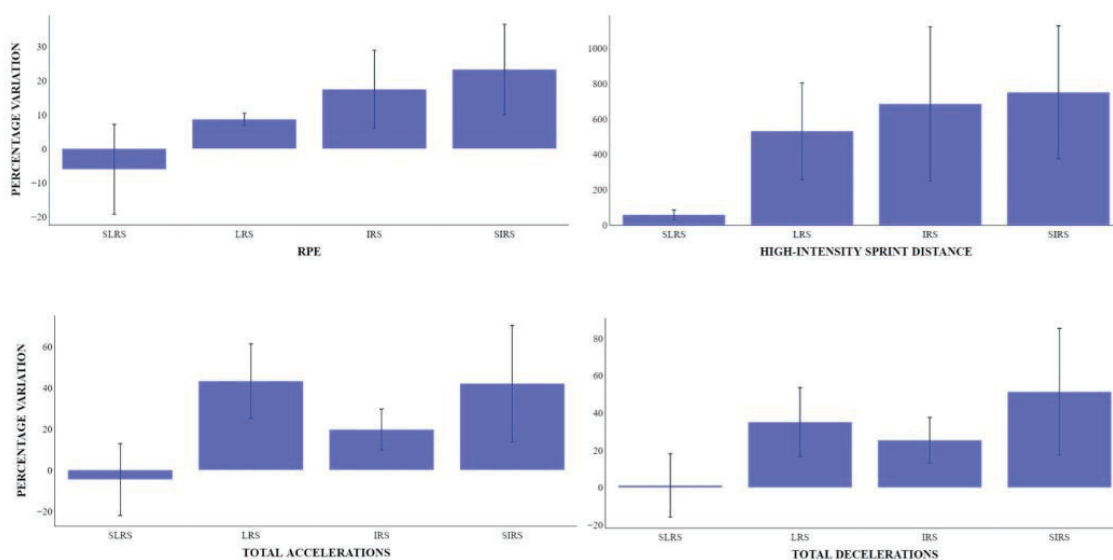 PERCENTAGE VARIATION
30
20
10
0
−10
−20
SLRS LRS IRS SIRS
RPE
1000
800
600
400
200
0
SLRS LRS IRS SIRS
HIGH-INTENSITY SPRINT DISTANCE
PERCENTAGE VARIATION
60
40
20
0
−20
SLRS LRS IRS SIRS
TOTAL ACCELERATIONS
80
60
40
20
0
−20
SLRS LRS IRS SIRS
TOTAL DECELERATIONS